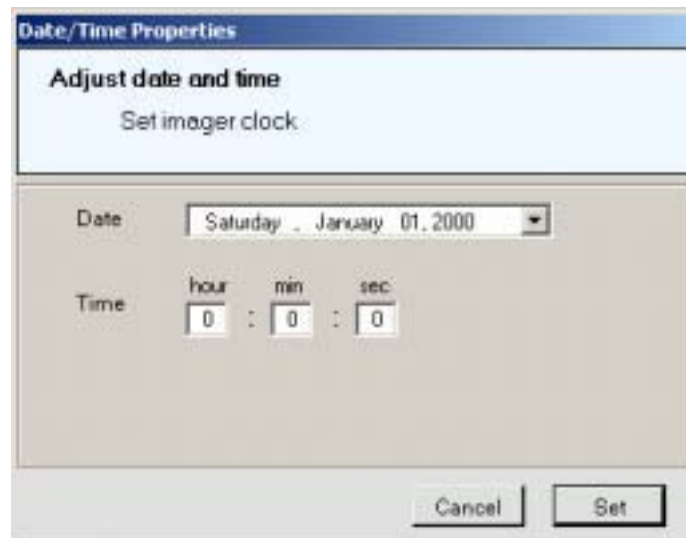 Date/Time Properties
Adjust date and time
Set imager clock
Date Saturday , January 01, 2000
hour min sec
Time 0 : 0 : 0
Cancel Set